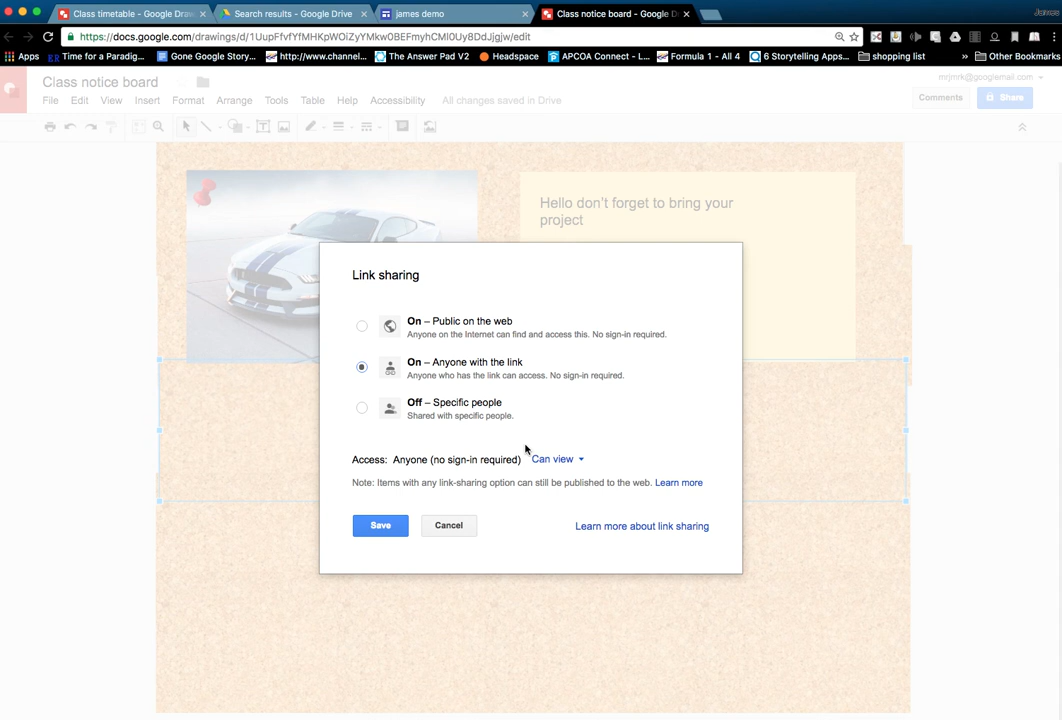 Class timetable - Google Draw
Search results - Google Drive
james demo
Class notice board - Google D
James
https://docs.google.com/drawings/d/1UupFfvfYfMHKpWOiZyYMkw0BEFmyhCMl0Uy8DdJjgjw/edit
Apps
Time for a Paradig...
Gone Google Story...
http://www.channel...
The Answer Pad V2
Headspace
APCOA Connect - L...
Formula 1 - All 4
6 Storytelling Apps...
shopping list
»
Other Bookmarks
Class notice board
mrjmrk@googlemail.com
File Edit View Insert Format Arrange Tools Table Help Accessibility All changes saved in Drive
Comments
Share
Hello don't forget to bring your
project
Link sharing
On – Public on the web
Anyone on the Internet can find and access this. No sign-in required.
On – Anyone with the link
Anyone who has the link can access. No sign-in required.
Off – Specific people
Shared with specific people.
Access: Anyone (no sign-in required) Can view
Note: Items with any link-sharing option can still be published to the web. Learn more
Save
Cancel
Learn more about link sharing